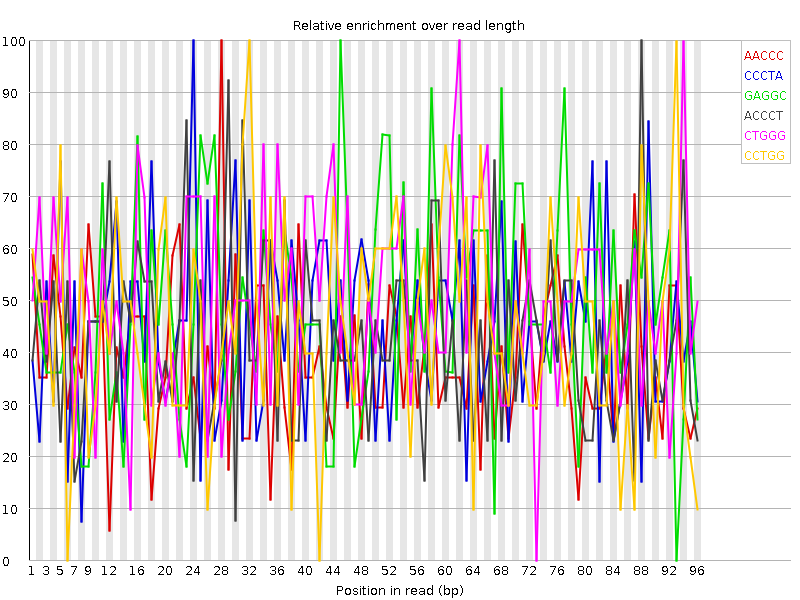 Relative enrichment over read length
100
90
80
70
60
50
40
30
20
10
0
AACCC
CCCTA
GAGGC
ACCCT
CTGGG
CCTGG
1 3 5 7 9 12 16 20 24 28 32 36 40 44 48 52 56 60 64 68 72 76 80 84 88 92 96
Position in read (bp)